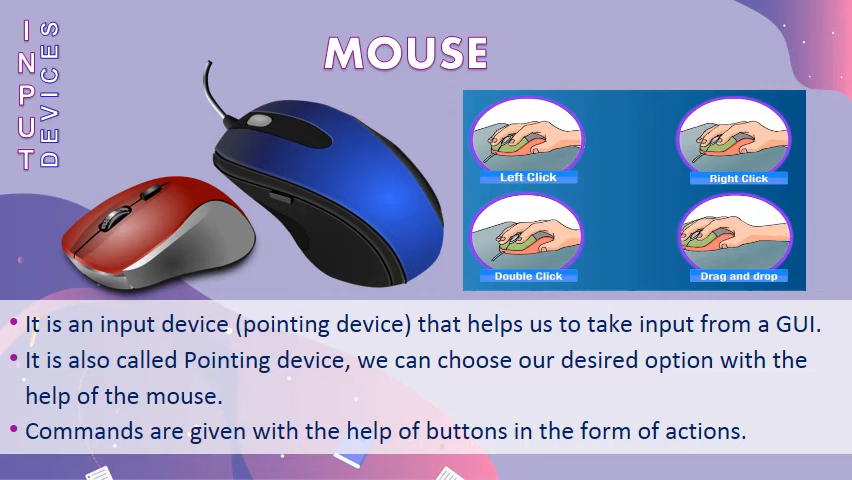 INPUT
DEVICES
MOUSE
Left Click
Right Click
Double Click
Drag and drop
• It is an input device (pointing device) that helps us to take input from a GUI.
• It is also called Pointing device, we can choose our desired option with the
help of the mouse.
• Commands are given with the help of buttons in the form of actions.